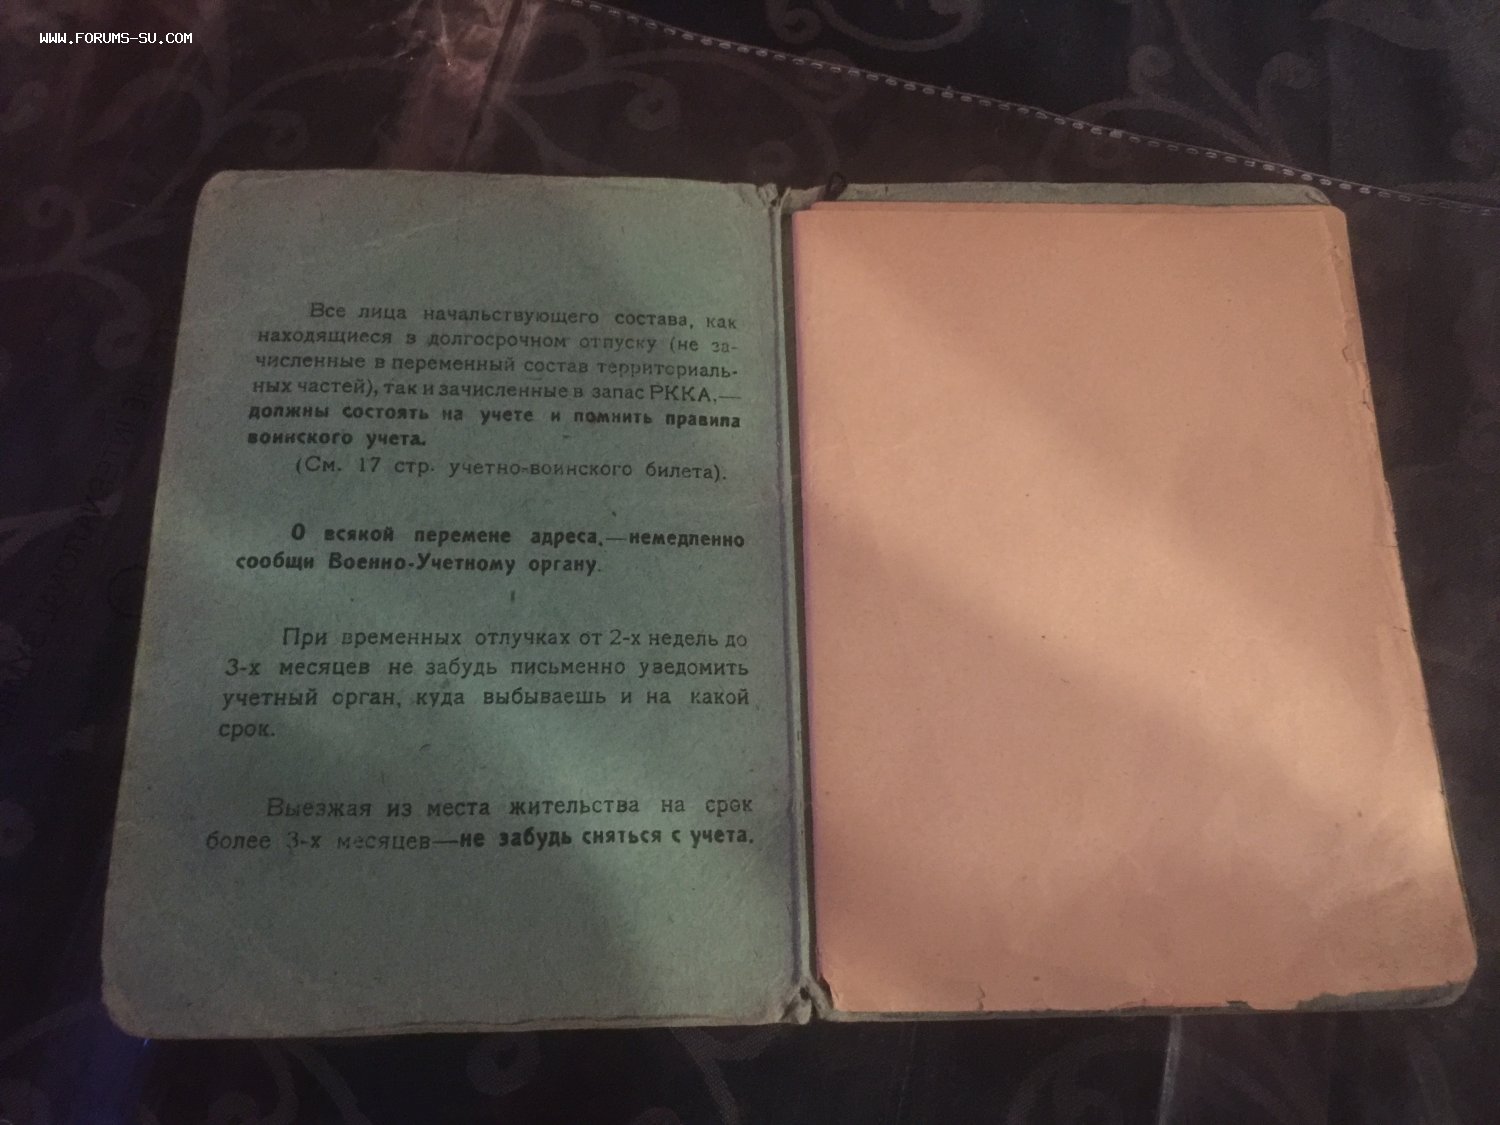 WWW.FORUMS-SU.COM
Все лица начальствующего состава, как
находящиеся в долгосрочном отпуску (не за-
численные в переменный состав территориаль-
ных частей), так и зачисленные в запас РККА,—
должны состоять на учете и помнить правила
воинского учета.
(См. 17 стр. учетно-воинского билета).
О всякой перемене адреса,—немедленно
сообщи Военно-Учетному органу.
При временных отлучках от 2-х недель до
3-х месяцев не забудь письменно уведомить
учетный орган, куда выбываешь и на какой
срок.
Выезжая из места жительства на срок
более 3-х месяцев—не забудь сняться с учета.